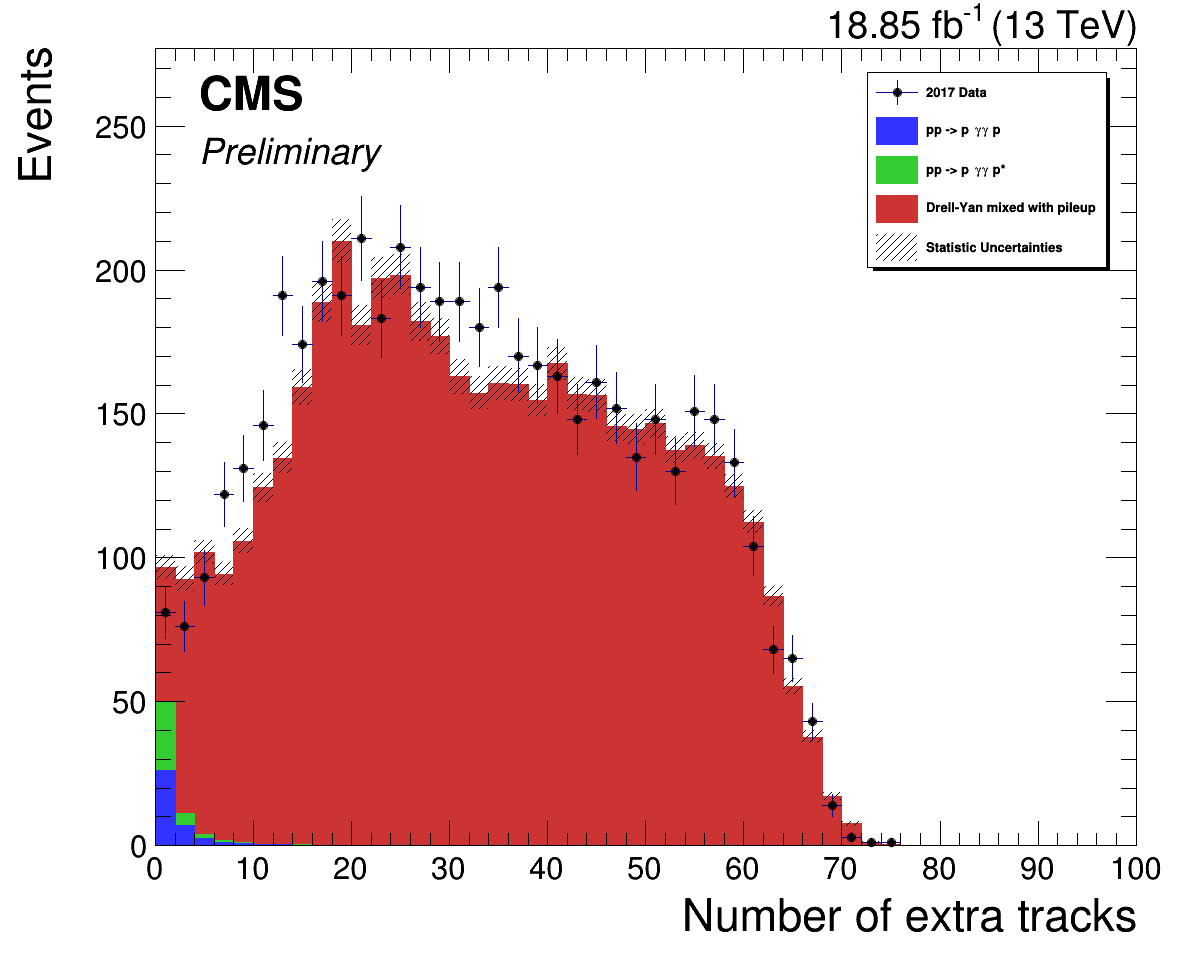 18.85 fb⁻¹ (13 TeV)
Events
CMS
Preliminary
2017 Data
pp -> p γγ p
pp -> p γγ p*
Drell-Yan mixed with pileup
Statistic Uncertainties
250
200
150
100
50
0
0 10 20 30 40 50 60 70 80 90 100
Number of extra tracks